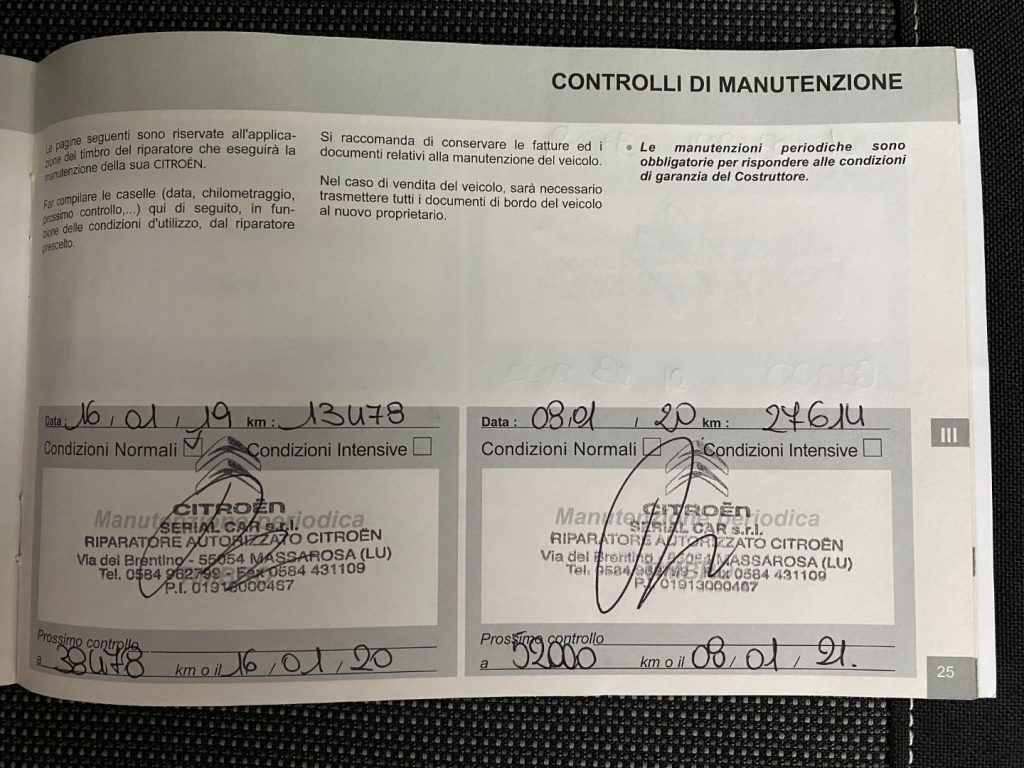 CONTROLLI DI MANUTENZIONE
Le pagine seguenti sono riservate all'applica-
zione del timbro del riparatore che eseguirà la
manutenzione della sua CITROËN.
Far compilare le caselle (data, chilometraggio,
prossimo controllo,...) qui di seguito, in fun-
zione delle condizioni d'utilizzo, dal riparatore
prescelto.
Si raccomanda di conservare le fatture ed i
documenti relativi alla manutenzione del veicolo.
Nel caso di vendita del veicolo, sarà necessario
trasmettere tutti i documenti di bordo del veicolo
al nuovo proprietario.
• Le manutenzioni periodiche sono
obbligatorie per rispondere alle condizioni
di garanzia del Costruttore.
Data : 16 / 01 / 19 km : 13478
Condizioni Normali Condizioni Intensive
Manutenzione periodica
CITROËN
SERIAL CAR s.r.l.
RIPARATORE AUTORIZZATO CITROËN
Via del Brentino - 55054 MASSAROSA (LU)
Tel. 0584 962799 - Fax 0584 431109
P.I. 01913000467
Prossimo controllo
a 38478 km o il 16 / 01 / 20
Data : 08/01 / 20 km : 27614
Condizioni Normali Condizioni Intensive
Manutenzione periodica
CITROËN
SERIAL CAR s.r.l.
RIPARATORE AUTORIZZATO CITROËN
Via del Brentino - 55054 MASSAROSA (LU)
Tel. 0584 962799 - Fax 0584 431109
P.I. 01913000467
Prossimo controllo
a 52000 km o il 08 / 01 / 21.
III
25